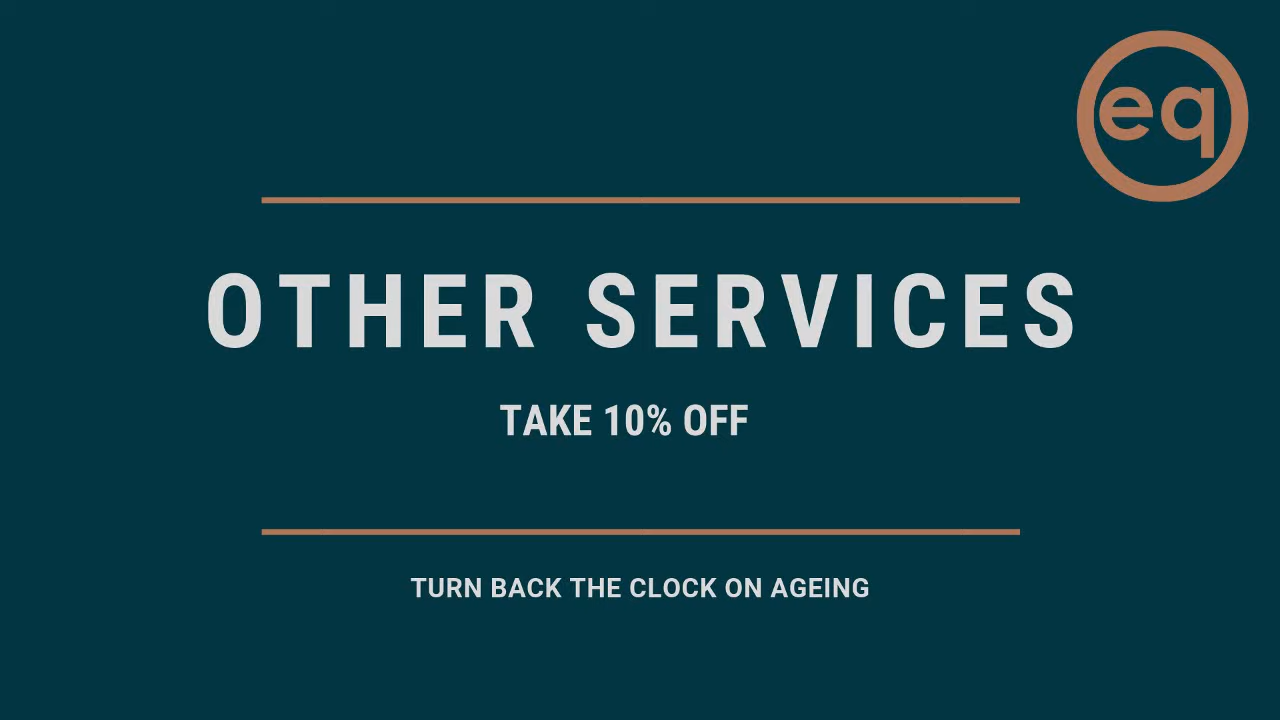 eq
OTHER SERVICES
TAKE 10% OFF
TURN BACK THE CLOCK ON AGEING